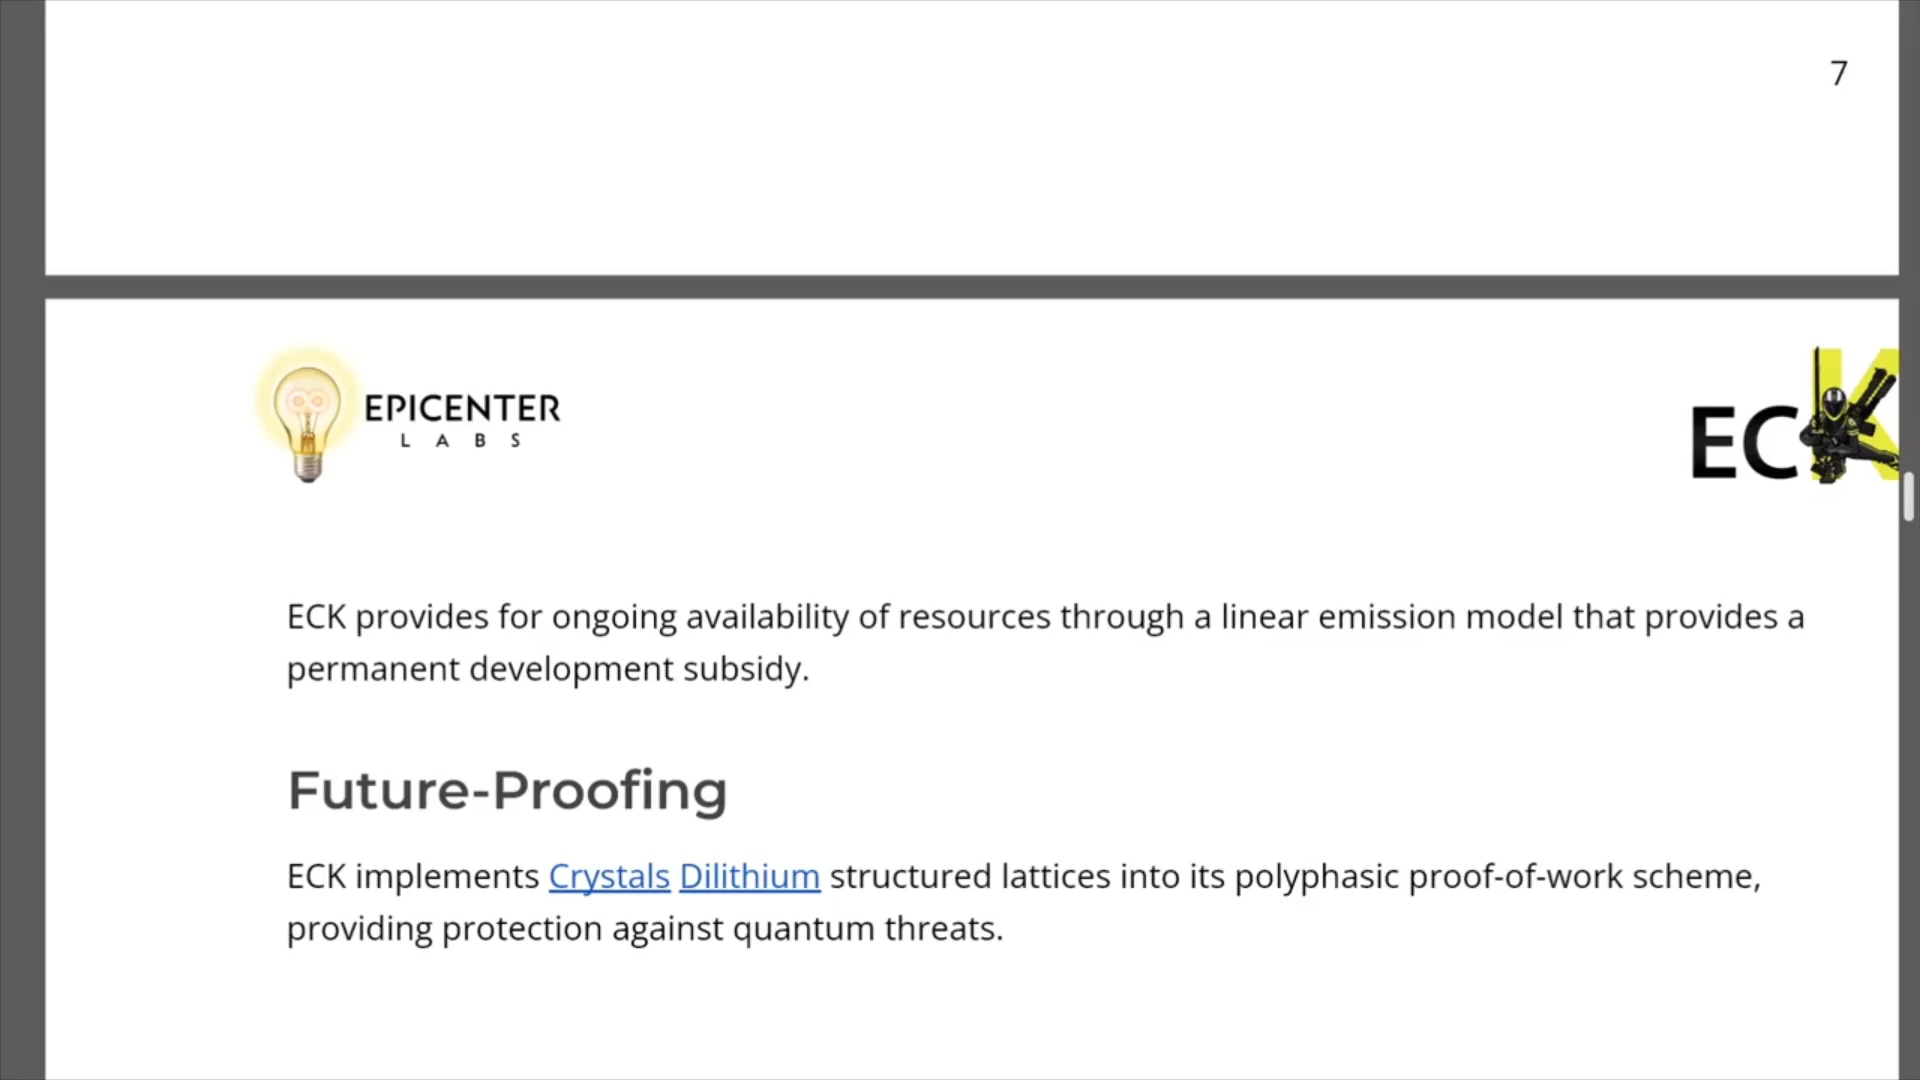 7
EPICENTER
LABS
ECK
ECK provides for ongoing availability of resources through a linear emission model that provides a
permanent development subsidy.
Future-Proofing
ECK implements Crystals Dilithium structured lattices into its polyphasic proof-of-work scheme,
providing protection against quantum threats.